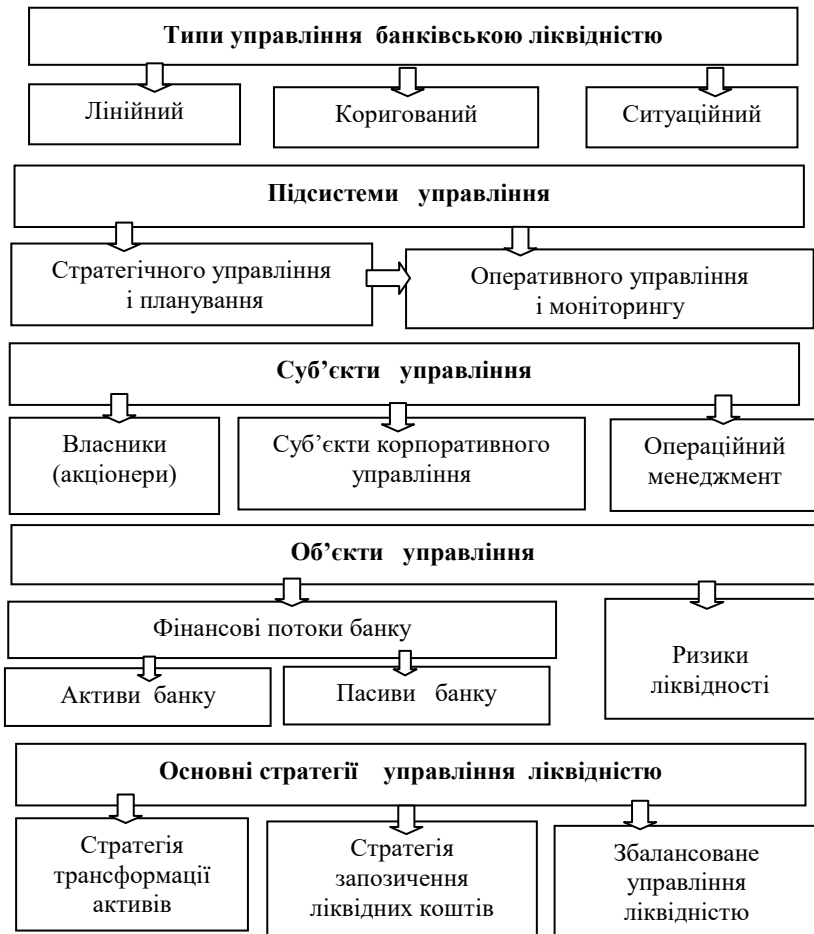 Типи управління банківською ліквідністю
Лінійний
Коригований
Ситуаційний
Підсистеми управління
Стратегічного управління
і планування
Оперативного управління
і моніторингу
Суб’єкти управління
Власники
(акціонери)
Суб’єкти корпоративного
управління
Операційний
менеджмент
Об’єкти управління
Фінансові потоки банку
Активи банку
Пасиви банку
Ризики
ліквідності
Основні стратегії управління ліквідністю
Стратегія
трансформації
активів
Стратегія
запозичення
ліквідних коштів
Збалансоване
управління
ліквідністю